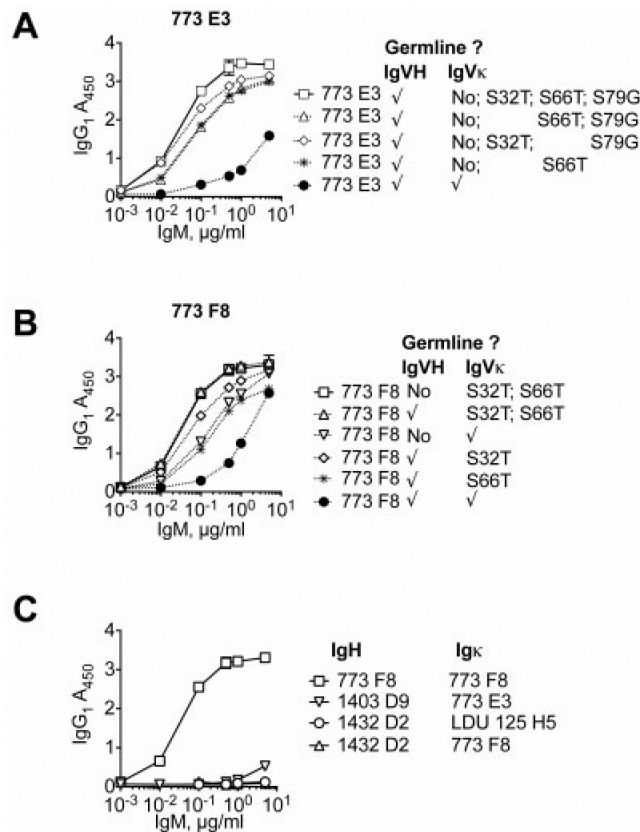 A
773 E3
Germline ?
IgVH IgVκ
773 E3 √ No; S32T; S66T; S79G
773 E3 √ No; S66T; S79G
773 E3 √ No; S32T; S79G
773 E3 √ No; S66T
773 E3 √ √
IgG1 A450
4
3
2
1
0
10-3 10-2 10-1 100 101
IgM, µg/ml
B
773 F8
Germline ?
IgVH IgVκ
773 F8 No S32T; S66T
773 F8 √ S32T; S66T
773 F8 No √
773 F8 √ S32T
773 F8 √ S66T
773 F8 √ √
IgG1 A450
4
3
2
1
0
10-3 10-2 10-1 100 101
IgM, µg/ml
C
IgH Igκ
773 F8 773 F8
1403 D9 773 E3
1432 D2 LDU 125 H5
1432 D2 773 F8
IgG1 A450
4
3
2
1
0
10-3 10-2 10-1 100 101
IgM, µg/ml